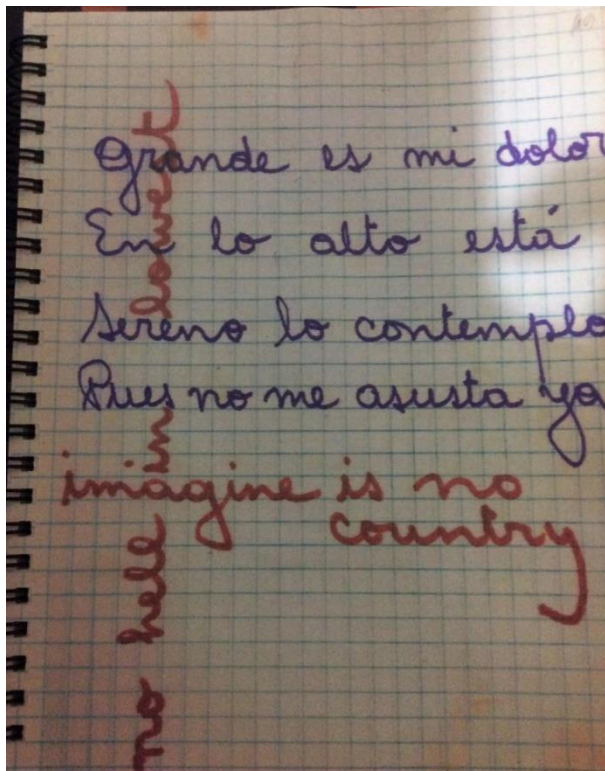 Grande es mi dolor
En lo alto está
Sereno lo contemplo
Pues no me asusta ya
imagine is no
country
no hell in